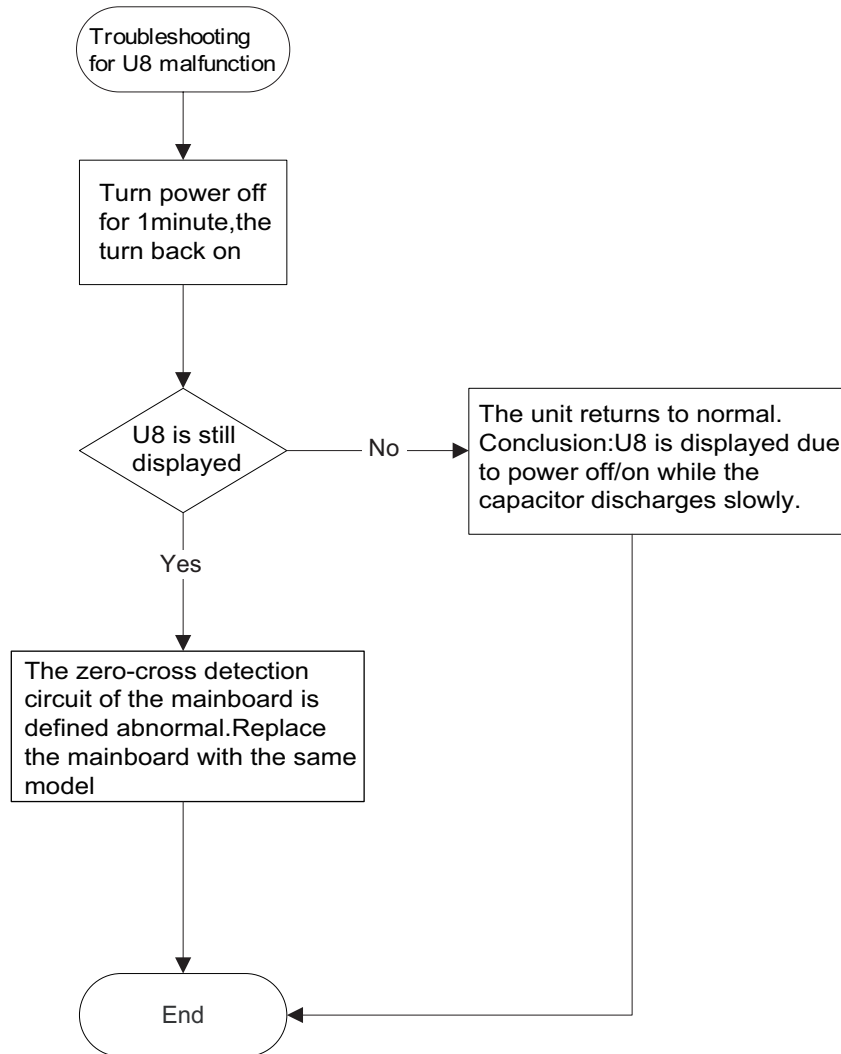 Troubleshooting
for U8 malfunction
Turn power off
for 1minute,the
turn back on
U8 is still
displayed
No
The unit returns to normal.
Conclusion:U8 is displayed due
to power off/on while the
capacitor discharges slowly.
Yes
The zero-cross detection
circuit of the mainboard is
defined abnormal.Replace
the mainboard with the same
model
End